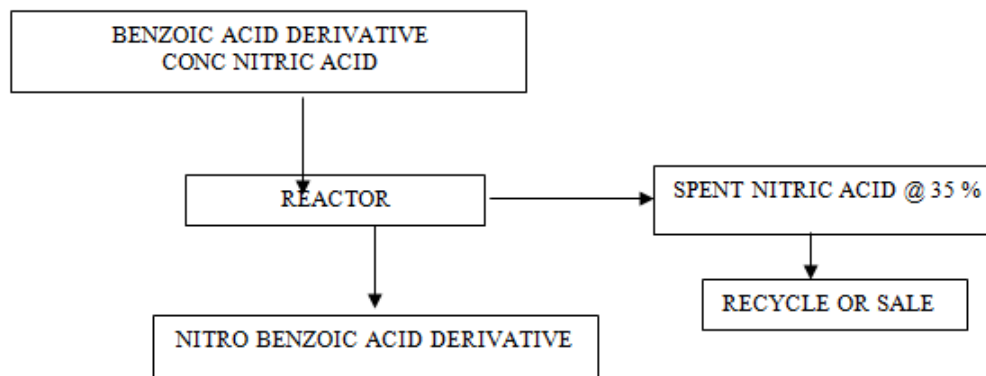 BENZOIC ACID DERIVATIVE
CONC NITRIC ACID
REACTOR
SPENT NITRIC ACID @ 35 %
RECYCLE OR SALE
NITRO BENZOIC ACID DERIVATIVE